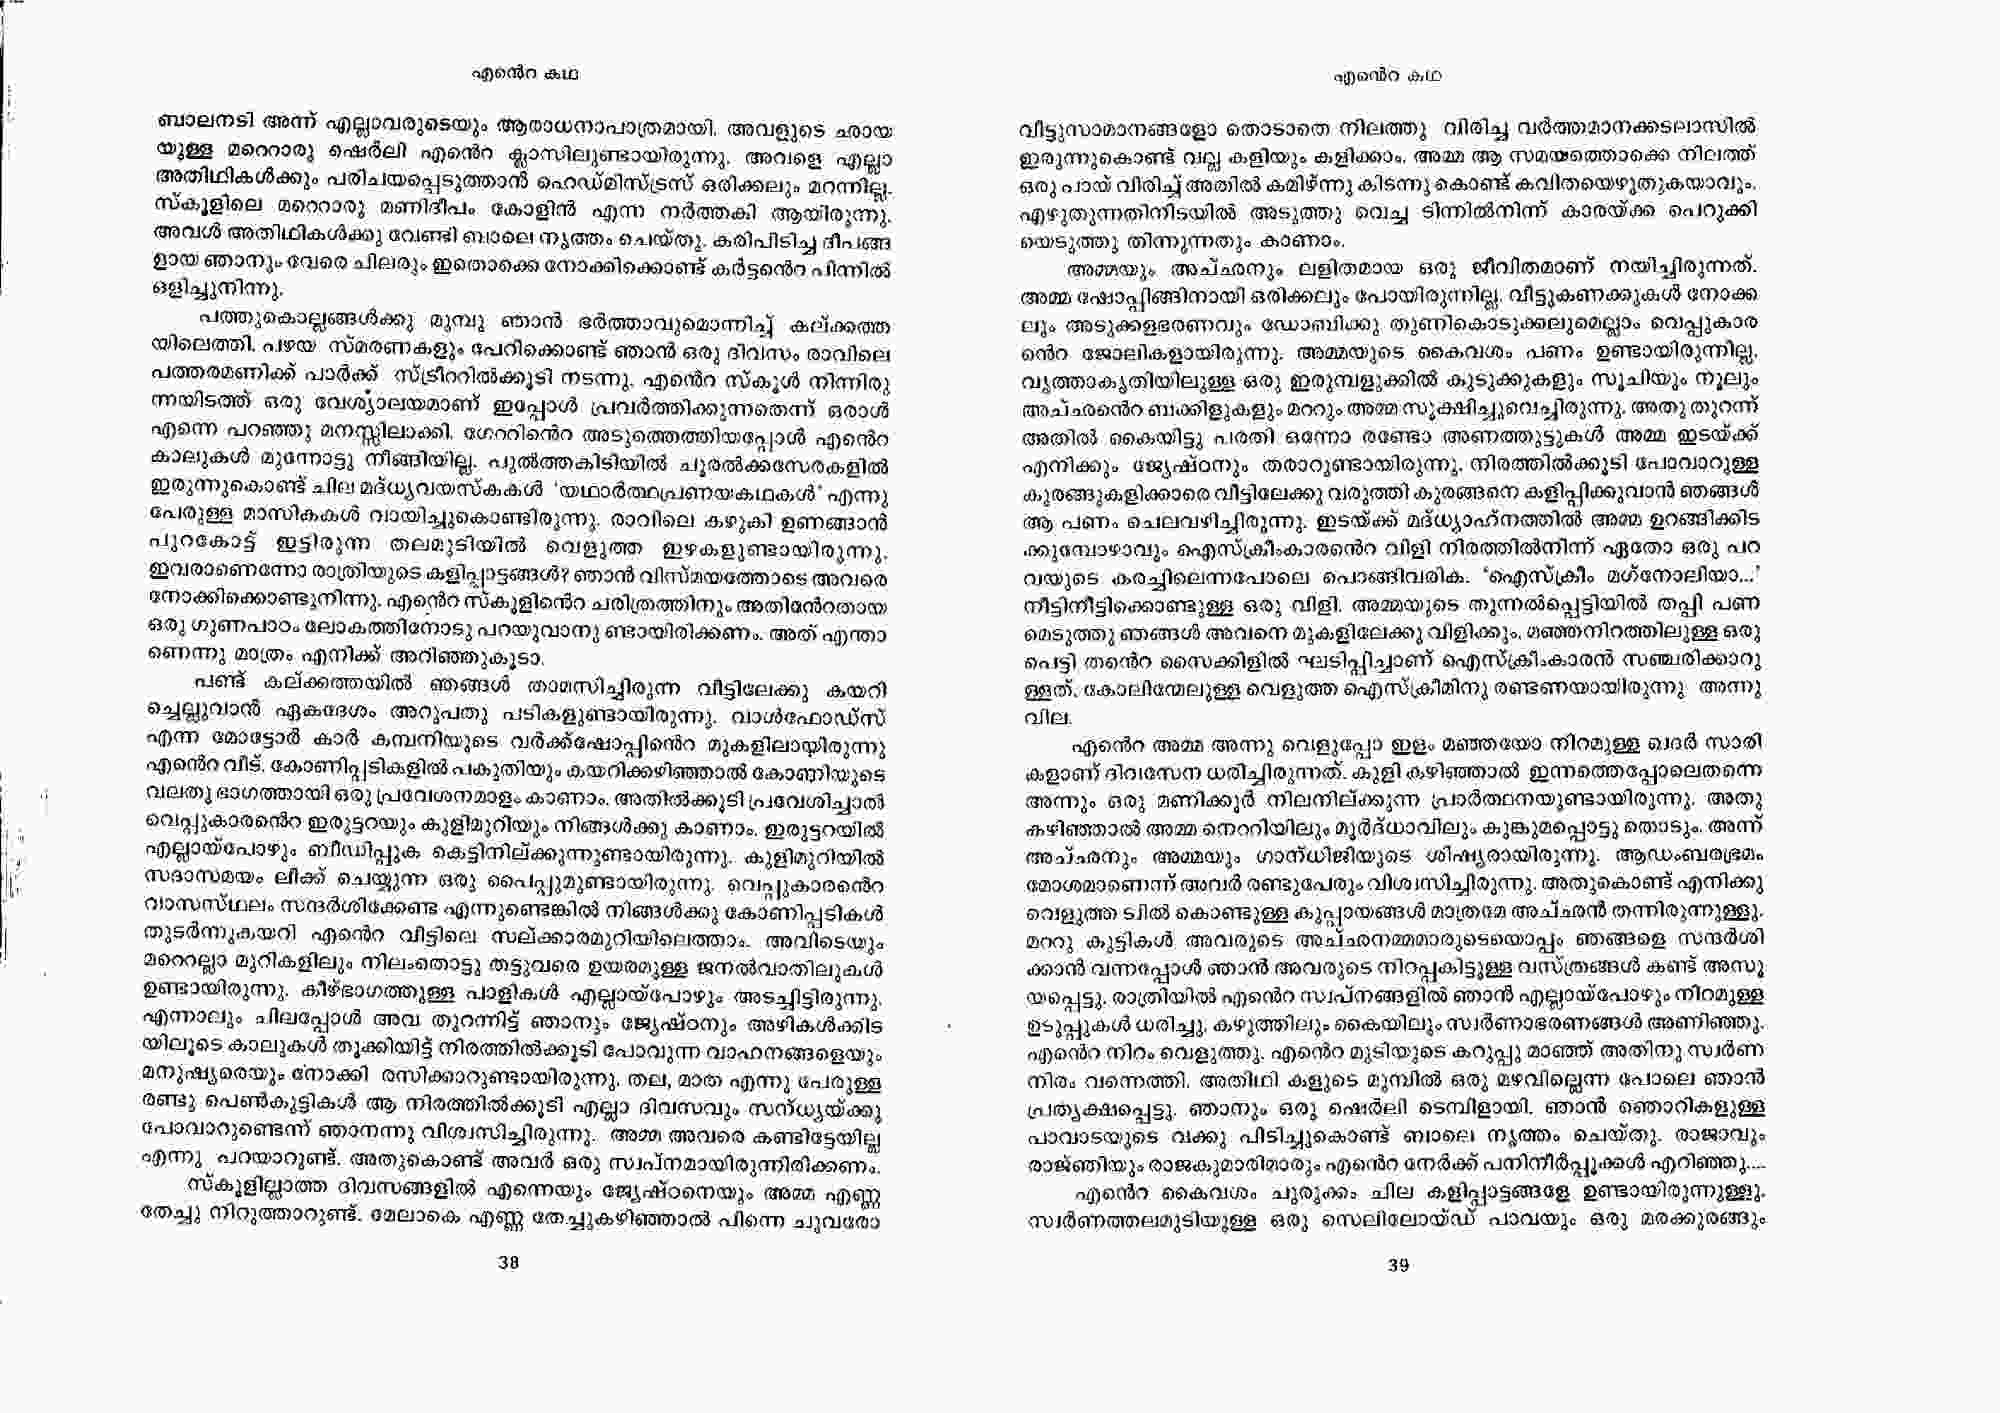 എന്റെ കഥ
ബാലനടി അന്ന് എല്ലാവരുടെയും ആരാധനാപാത്രമായി. അവളുടെ ഛായ
യുള്ള മറെറാരു ഷെർലി എന്റെ ക്ലാസിലുണ്ടായിരുന്നു. അവളെ എല്ലാ
അതിഥികൾക്കും പരിചയപ്പെടുത്താൻ ഹെഡ്മിസ്ട്രസ് ഒരിക്കലും മറന്നില്ല.
സ്കൂളിലെ മറെറാരു മണിദീപം കോളിൻ എന്ന നർത്തകി ആയിരുന്നു.
അവൾ അതിഥികൾക്കു വേണ്ടി ബാലെ നൃത്തം ചെയ്തു. കരിപിടിച്ച ദീപങ്ങ
ളായ ഞാനും വേരെ ചിലരും ഇതൊക്കെ നോക്കിക്കൊണ്ട് കർട്ടന്റെ പിന്നിൽ
ഒളിച്ചുനിന്നു.
പത്തുകൊല്ലങ്ങൾക്കു മുമ്പു ഞാൻ ഭർത്താവുമൊന്നിച്ച് കല്ക്കത്ത
യിലെത്തി. പഴയ സ്മരണകളും പേറിക്കൊണ്ട് ഞാൻ ഒരു ദിവസം രാവിലെ
പത്തരമണിക്ക് പാർക്ക് സ്ട്രീററിൽക്കൂടി നടന്നു. എന്റെ സ്കൂൾ നിന്നിരു
ന്നയിടത്ത് ഒരു വേശ്യാലയമാണ് ഇപ്പോൾ പ്രവർത്തിക്കുന്നതെന്ന് ഒരാൾ
എന്നെ പറഞ്ഞു മനസ്സിലാക്കി. ഗേററിന്റെ അടുത്തെത്തിയപ്പോൾ എന്റെ
കാലുകൾ മുന്നോട്ടു നീങ്ങിയില്ല. പുൽത്തകിടിയിൽ ചൂരൽക്കസേരകളിൽ
ഇരുന്നുകൊണ്ട് ചില മദ്ധ്യവയസ്കകൾ 'യഥാർത്ഥപ്രണയകഥകൾ' എന്നു
പേരുള്ള മാസികകൾ വായിച്ചുകൊണ്ടിരുന്നു. രാവിലെ കഴുകി ഉണങ്ങാൻ
പുറകോട്ട് ഇട്ടിരുന്ന തലമുടിയിൽ വെളുത്ത ഇഴകളുണ്ടായിരുന്നു.
ഇവരാണെന്നോ രാത്രിയുടെ കളിപ്പാട്ടങ്ങൾ? ഞാൻ വിസ്മയത്തോടെ അവരെ
നോക്കിക്കൊണ്ടുനിന്നു. എന്റെ സ്കൂളിന്റെ ചരിത്രത്തിനും അതിന്റേതായ
ഒരു ഗുണപാഠം ലോകത്തിനോടു പറയുവാനു ണ്ടായിരിക്കണം. അത് എന്താ
ണെന്നു മാത്രം എനിക്ക് അറിഞ്ഞുകൂടാ.
പണ്ട് കല്ക്കത്തയിൽ ഞങ്ങൾ താമസിച്ചിരുന്ന വീട്ടിലേക്കു കയറി
ച്ചെല്ലുവാൻ ഏകദേശം അറുപതു പടികളുണ്ടായിരുന്നു. വാൾഫോഡ്സ്
എന്ന മോട്ടോർ കാർ കമ്പനിയുടെ വർക്ക്ഷോപ്പിന്റെ മുകളിലായിരുന്നു
എന്റെ വീട്. കോണിപ്പടികളിൽ പകുതിയും കയറിക്കഴിഞ്ഞാൽ കോണിയുടെ
വലതു ഭാഗത്തായി ഒരു പ്രവേശനമാളം കാണാം. അതിൽക്കൂടി പ്രവേശിച്ചാൽ
വെപ്പുകാരന്റെ ഇരുട്ടറയും കുളിമുറിയും നിങ്ങൾക്കു കാണാം. ഇരുട്ടറയിൽ
എല്ലായ്പോഴും ബീഡിപ്പുക കെട്ടിനില്ക്കുന്നുണ്ടായിരുന്നു. കുളിമുറിയിൽ
സദാസമയം ലീക്ക് ചെയ്യുന്ന ഒരു പൈപ്പുമുണ്ടായിരുന്നു. വെപ്പുകാരന്റെ
വാസസ്ഥലം സന്ദർശിക്കേണ്ട എന്നുണ്ടെങ്കിൽ നിങ്ങൾക്കു കോണിപ്പടികൾ
തുടർന്നുകയറി എന്റെ വീട്ടിലെ സല്ക്കാരമുറിയിലെത്താം. അവിടെയും
മറെറല്ലാ മുറികളിലും നിലംതൊട്ടു തട്ടുവരെ ഉയരമുള്ള ജനൽവാതിലുകൾ
ഉണ്ടായിരുന്നു. കീഴ്ഭാഗത്തുള്ള പാളികൾ എല്ലായ്പോഴും അടച്ചിട്ടിരുന്നു.
എന്നാലും ചിലപ്പോൾ അവ തുറന്നിട്ട് ഞാനും ജ്യേഷ്ഠനും അഴികൾക്കിട
യിലൂടെ കാലുകൾ തൂക്കിയിട്ട് നിരത്തിൽക്കൂടി പോവുന്ന വാഹനങ്ങളെയും
മനുഷ്യരെയും നോക്കി രസിക്കാറുണ്ടായിരുന്നു. തല, മാത എന്നു പേരുള്ള
രണ്ടു പെൺകുട്ടികൾ ആ നിരത്തിൽക്കൂടി എല്ലാ ദിവസവും സന്ധ്യയ്ക്കു
പോവാറുണ്ടെന്ന് ഞാനന്നു വിശ്വസിച്ചിരുന്നു. അമ്മ അവരെ കണ്ടിട്ടേയില്ല
എന്നു പറയാറുണ്ട്. അതുകൊണ്ട് അവർ ഒരു സ്വപ്നമായിരുന്നിരിക്കണം.
സ്കൂളില്ലാത്ത ദിവസങ്ങളിൽ എന്നെയും ജ്യേഷ്ഠനെയും അമ്മ എണ്ണ
തേച്ചു നിറുത്താറുണ്ട്. മേലാകെ എണ്ണ തേച്ചുകഴിഞ്ഞാൽ പിന്നെ ചുവരോ
38
എന്റെ കഥ
വീട്ടുസാമാനങ്ങളോ തൊടാതെ നിലത്തു വിരിച്ച വർത്തമാനക്കടലാസിൽ
ഇരുന്നുകൊണ്ട് വല്ല കളിയും കളിക്കാം. അമ്മ ആ സമയത്തൊക്കെ നിലത്ത്
ഒരു പായ് വിരിച്ച് അതിൽ കമിഴ്ന്നു കിടന്നു കൊണ്ട് കവിതയെഴുതുകയാവും.
എഴുതുന്നതിനിടയിൽ അടുത്തു വെച്ച ടിന്നിൽനിന്ന് കാരയ്ക്ക പെറുക്കി
യെടുത്തു തിന്നുന്നതും കാണാം.
അമ്മയും അച്ഛനും ലളിതമായ ഒരു ജീവിതമാണ് നയിച്ചിരുന്നത്.
അമ്മ ഷോപ്പിങ്ങിനായി ഒരിക്കലും പോയിരുന്നില്ല. വീട്ടുകണക്കുകൾ നോക്ക
ലും അടുക്കളഭരണവും ഡോബിക്കു തുണികൊടുക്കലുമെല്ലാം വെപ്പുകാര
ന്റെ ജോലികളായിരുന്നു. അമ്മയുടെ കൈവശം പണം ഉണ്ടായിരുന്നില്ല.
വൃത്താകൃതിയിലുള്ള ഒരു ഇരുമ്പളുക്കിൽ കുടുക്കുകളും സൂചിയും നൂലും
അച്ഛന്റെ ബക്കിളുകളും മററും അമ്മ സൂക്ഷിച്ചുവെച്ചിരുന്നു. അതു തുറന്ന്
അതിൽ കൈയിട്ടു പരതി ഒന്നോ രണ്ടോ അണത്തുട്ടുകൾ അമ്മ ഇടയ്ക്ക്
എനിക്കും ജ്യേഷ്ഠനും തരാറുണ്ടായിരുന്നു. നിരത്തിൽക്കൂടി പോവാറുള്ള
കുരങ്ങുകളിക്കാരെ വീട്ടിലേക്കു വരുത്തി കുരങ്ങനെ കളിപ്പിക്കുവാൻ ഞങ്ങൾ
ആ പണം ചെലവഴിച്ചിരുന്നു. ഇടയ്ക്ക് മദ്ധ്യാഹ്നത്തിൽ അമ്മ ഉറങ്ങിക്കിട
ക്കുമ്പോഴാവും ഐസ്ക്രീംകാരന്റെ വിളി നിരത്തിൽനിന്ന് ഏതോ ഒരു പറ
വയുടെ കരച്ചിലെന്നപോലെ പൊങ്ങിവരിക. 'ഐസ്ക്രീം മഗ്നോലിയാ...'
നീട്ടിനീട്ടിക്കൊണ്ടുള്ള ഒരു വിളി. അമ്മയുടെ തുന്നൽപ്പെട്ടിയിൽ തപ്പി പണ
മെടുത്തു ഞങ്ങൾ അവനെ മുകളിലേക്കു വിളിക്കും. മഞ്ഞനിറത്തിലുള്ള ഒരു
പെട്ടി തന്റെ സൈക്കിളിൽ ഘടിപ്പിച്ചാണ് ഐസ്ക്രീംകാരൻ സഞ്ചരിക്കാറു
ള്ളത്. കോലിന്മേലുള്ള വെളുത്ത ഐസ്ക്രീമിനു രണ്ടണയായിരുന്നു അന്നു
വില.
എന്റെ അമ്മ അന്നു വെളുപ്പോ ഇളം മഞ്ഞയോ നിറമുള്ള ഖദർ സാരി
കളാണ് ദിവസേന ധരിച്ചിരുന്നത്. കുളി കഴിഞ്ഞാൽ ഇന്നത്തെപ്പോലെതന്നെ
അന്നും ഒരു മണിക്കൂർ നിലനില്ക്കുന്ന പ്രാർത്ഥനയുണ്ടായിരുന്നു. അതു
കഴിഞ്ഞാൽ അമ്മ നെററിയിലും മൂർദ്ധാവിലും കുങ്കുമപ്പൊട്ടു തൊടും. അന്ന്
അച്ഛനും അമ്മയും ഗാന്ധിജിയുടെ ശിഷ്യരായിരുന്നു. ആഡംബരഭ്രമം
മോശമാണെന്ന് അവർ രണ്ടുപേരും വിശ്വസിച്ചിരുന്നു. അതുകൊണ്ട് എനിക്കു
വെളുത്ത ട്വിൽ കൊണ്ടുള്ള കുപ്പായങ്ങൾ മാത്രമേ അച്ഛൻ തന്നിരുന്നുള്ളു.
മററു കുട്ടികൾ അവരുടെ അച്ഛനമ്മമാരുടെയൊപ്പം ഞങ്ങളെ സന്ദർശി
ക്കാൻ വന്നപ്പോൾ ഞാൻ അവരുടെ നിറപ്പകിട്ടുള്ള വസ്ത്രങ്ങൾ കണ്ട് അസൂ
യപ്പെട്ടു. രാത്രിയിൽ എന്റെ സ്വപ്നങ്ങളിൽ ഞാൻ എല്ലായ്പോഴും നിറമുള്ള
ഉടുപ്പുകൾ ധരിച്ചു. കഴുത്തിലും കൈയിലും സ്വർണാഭരണങ്ങൾ അണിഞ്ഞു.
എന്റെ നിറം വെളുത്തു. എന്റെ മുടിയുടെ കറുപ്പു മാഞ്ഞ് അതിനു സ്വർണ
നിരം വന്നെത്തി. അതിഥി കളുടെ മുമ്പിൽ ഒരു മഴവില്ലെന്ന പോലെ ഞാൻ
പ്രത്യക്ഷപ്പെട്ടു. ഞാനും ഒരു ഷെർലി ടെമ്പിളായി. ഞാൻ ഞൊറികളുള്ള
പാവാടയുടെ വക്കു പിടിച്ചുകൊണ്ട് ബാലെ നൃത്തം ചെയ്തു. രാജാവും
രാജ്ഞിയും രാജകുമാരിമാരും എന്റെ നേർക്ക് പനിനീർപ്പൂക്കൾ എറിഞ്ഞു....
എന്റെ കൈവശം ചുരുക്കം ചില കളിപ്പാട്ടങ്ങളേ ഉണ്ടായിരുന്നുള്ളു.
സ്വർണത്തലമുടിയുള്ള ഒരു സെലിലോയ്ഡ് പാവയും ഒരു മരക്കുരങ്ങും
39